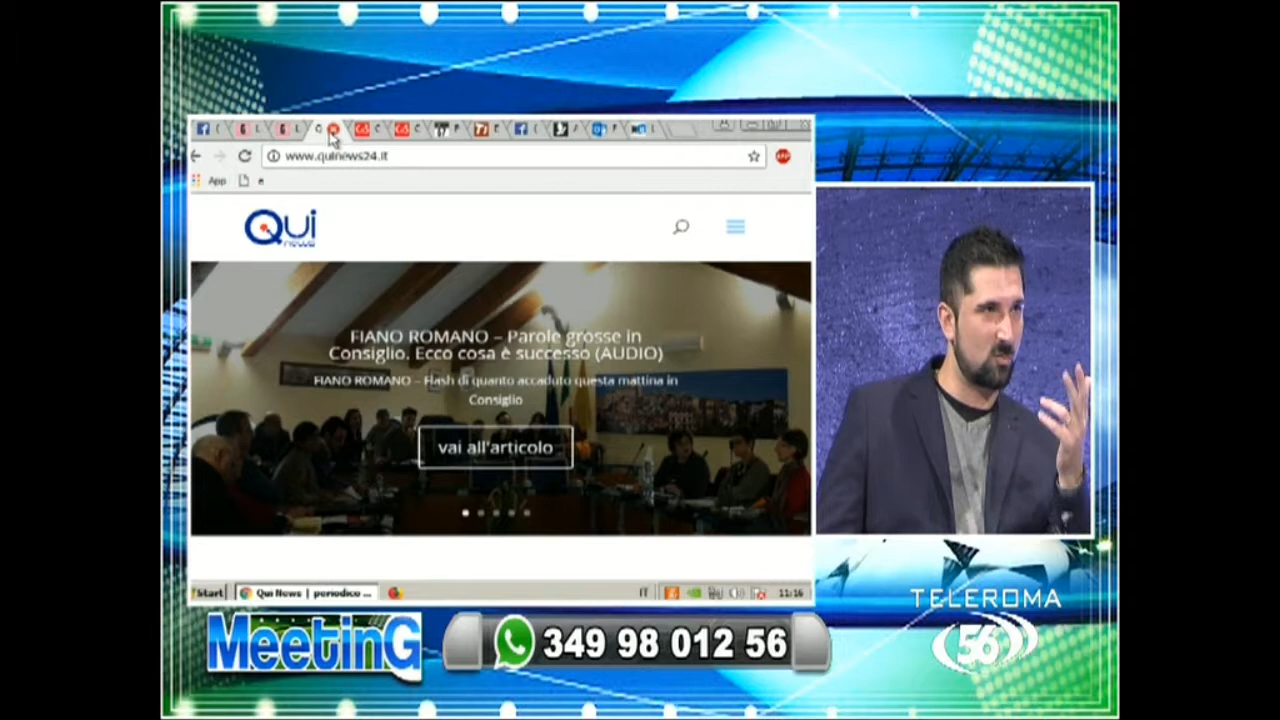 www.quinews24.it
App
Qui
news
FIANO ROMANO – Parole grosse in
Consiglio. Ecco cosa è successo (AUDIO)
FIANO ROMANO – Flash di quanto accaduto questa mattina in
Consiglio
vai all'articolo
Start
Qui News | periodico ...
IT
11:16
MeetinG
349 98 012 56
TELEROMA
56